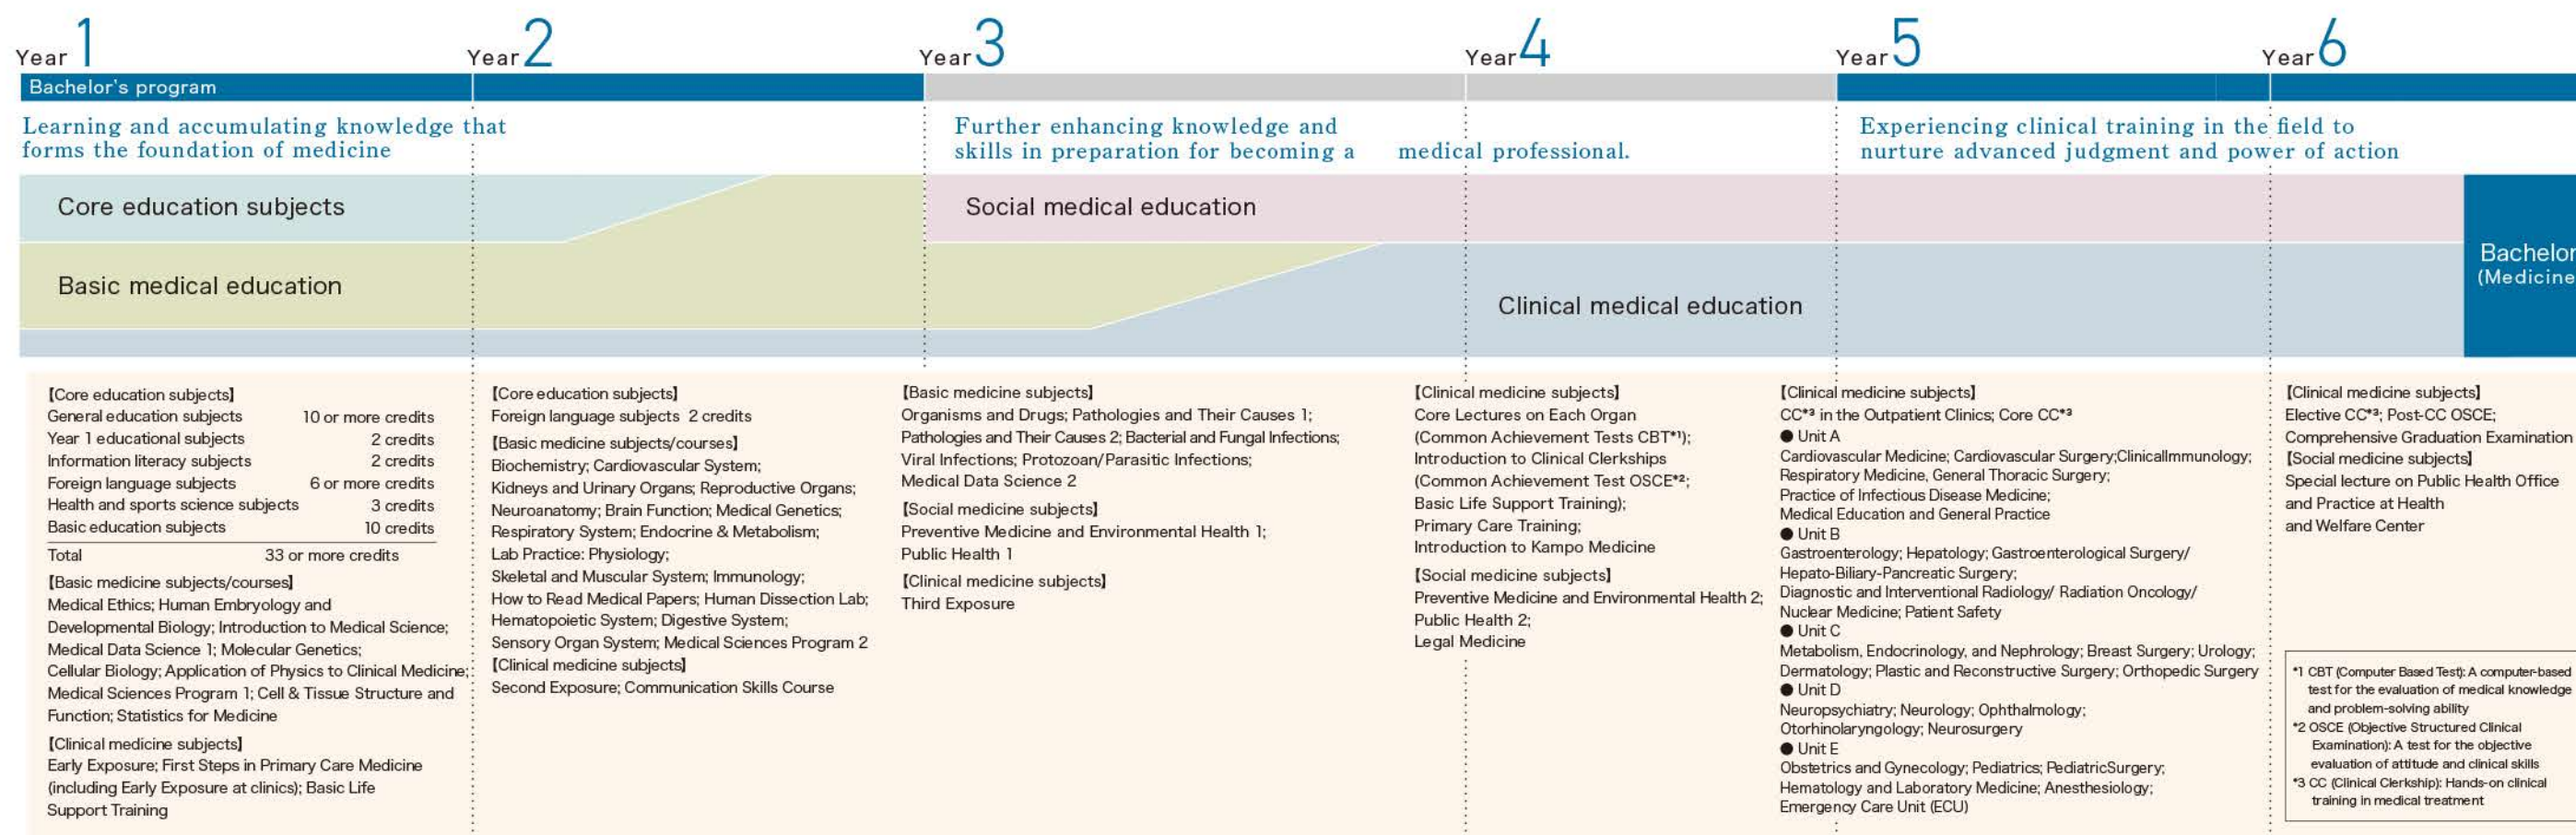 Year 1
Year 2
Year 3
Year 4
Year 5
Year 6
Bachelor's program
Learning and accumulating knowledge that
forms the foundation of medicine
Further enhancing knowledge and
skills in preparation for becoming a medical professional.
Experiencing clinical training in the field to
nurture advanced judgment and power of action
Core education subjects
Basic medical education
Social medical education
Clinical medical education
Bachelor
(Medicine
【Core education subjects】
General education subjects 10 or more credits
Year 1 educational subjects 2 credits
Information literacy subjects 2 credits
Foreign language subjects 6 or more credits
Health and sports science subjects 3 credits
Basic education subjects 10 credits
Total 33 or more credits
【Basic medicine subjects/courses】
Medical Ethics; Human Embryology and
Developmental Biology; Introduction to Medical Science;
Medical Data Science 1; Molecular Genetics;
Cellular Biology; Application of Physics to Clinical Medicine;
Medical Sciences Program 1; Cell & Tissue Structure and
Function; Statistics for Medicine
【Clinical medicine subjects】
Early Exposure; First Steps in Primary Care Medicine
(including Early Exposure at clinics); Basic Life
Support Training
【Core education subjects】
Foreign language subjects 2 credits
【Basic medicine subjects/courses】
Biochemistry; Cardiovascular System;
Kidneys and Urinary Organs; Reproductive Organs;
Neuroanatomy; Brain Function; Medical Genetics;
Respiratory System; Endocrine & Metabolism;
Lab Practice: Physiology;
Skeletal and Muscular System; Immunology;
How to Read Medical Papers; Human Dissection Lab;
Hematopoietic System; Digestive System;
Sensory Organ System; Medical Sciences Program 2
【Clinical medicine subjects】
Second Exposure; Communication Skills Course
【Basic medicine subjects】
Organisms and Drugs; Pathologies and Their Causes 1;
Pathologies and Their Causes 2; Bacterial and Fungal Infections;
Viral Infections; Protozoan/Parasitic Infections;
Medical Data Science 2
【Social medicine subjects】
Preventive Medicine and Environmental Health 1;
Public Health 1
【Clinical medicine subjects】
Third Exposure
【Clinical medicine subjects】
Core Lectures on Each Organ
(Common Achievement Tests CBT*1);
Introduction to Clinical Clerkships
(Common Achievement Test OSCE*2;
Basic Life Support Training);
Primary Care Training;
Introduction to Kampo Medicine
【Social medicine subjects】
Preventive Medicine and Environmental Health 2;
Public Health 2;
Legal Medicine
【Clinical medicine subjects】
CC*3 in the Outpatient Clinics; Core CC*3
● Unit A
Cardiovascular Medicine; Cardiovascular Surgery;ClinicalImmunology;
Respiratory Medicine, General Thoracic Surgery;
Practice of Infectious Disease Medicine;
Medical Education and General Practice
● Unit B
Gastroenterology; Hepatology; Gastroenterological Surgery/
Hepato-Biliary-Pancreatic Surgery;
Diagnostic and Interventional Radiology/ Radiation Oncology/
Nuclear Medicine; Patient Safety
● Unit C
Metabolism, Endocrinology, and Nephrology; Breast Surgery; Urology;
Dermatology; Plastic and Reconstructive Surgery; Orthopedic Surgery
● Unit D
Neuropsychiatry; Neurology; Ophthalmology;
Otorhinolaryngology; Neurosurgery
● Unit E
Obstetrics and Gynecology; Pediatrics; PediatricSurgery;
Hematology and Laboratory Medicine; Anesthesiology;
Emergency Care Unit (ECU)
【Clinical medicine subjects】
Elective CC*3; Post-CC OSCE;
Comprehensive Graduation Examination
【Social medicine subjects】
Special lecture on Public Health Office
and Practice at Health
and Welfare Center
*1 CBT (Computer Based Test): A computer-based
test for the evaluation of medical knowledge
and problem-solving ability
*2 OSCE (Objective Structured Clinical
Examination): A test for the objective
evaluation of attitude and clinical skills
*3 CC (Clinical Clerkship): Hands-on clinical
training in medical treatment